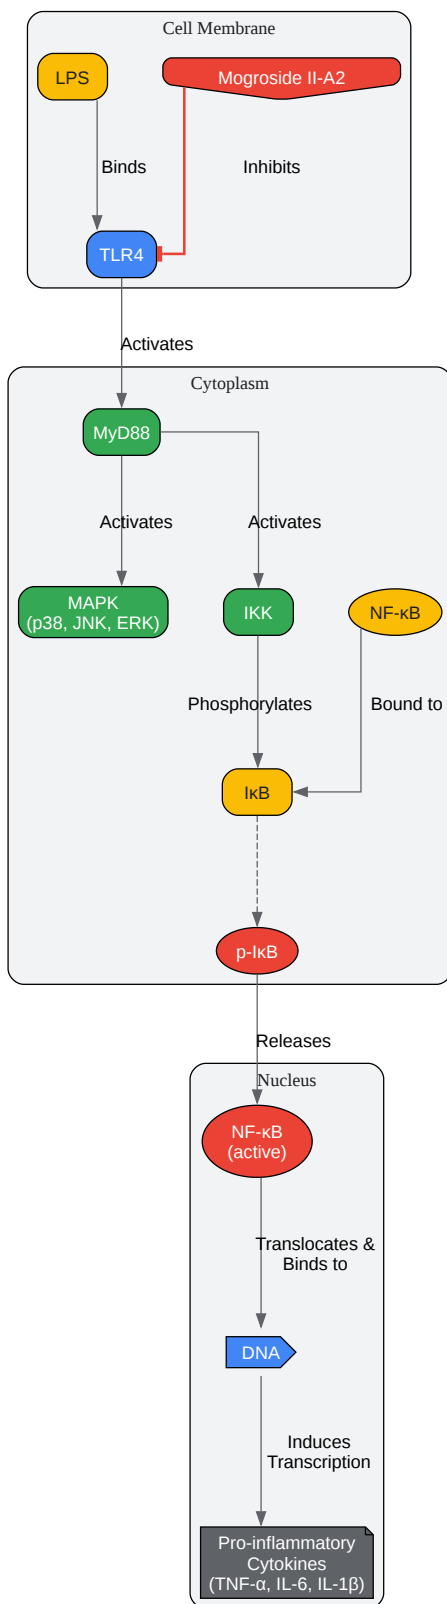 Cell Membrane
LPS
Mogroside II-A2
Binds
Inhibits
TLR4
Activates
Cytoplasm
MyD88
Activates
Activates
MAPK
(p38, JNK, ERK)
IKK
NF-κB
Phosphorylates
Bound to
IκB
p-IκB
Releases
Nucleus
NF-κB
(active)
Translocates &
Binds to
DNA
Induces
Transcription
Pro-inflammatory
Cytokines
(TNF-α, IL-6, IL-1β)